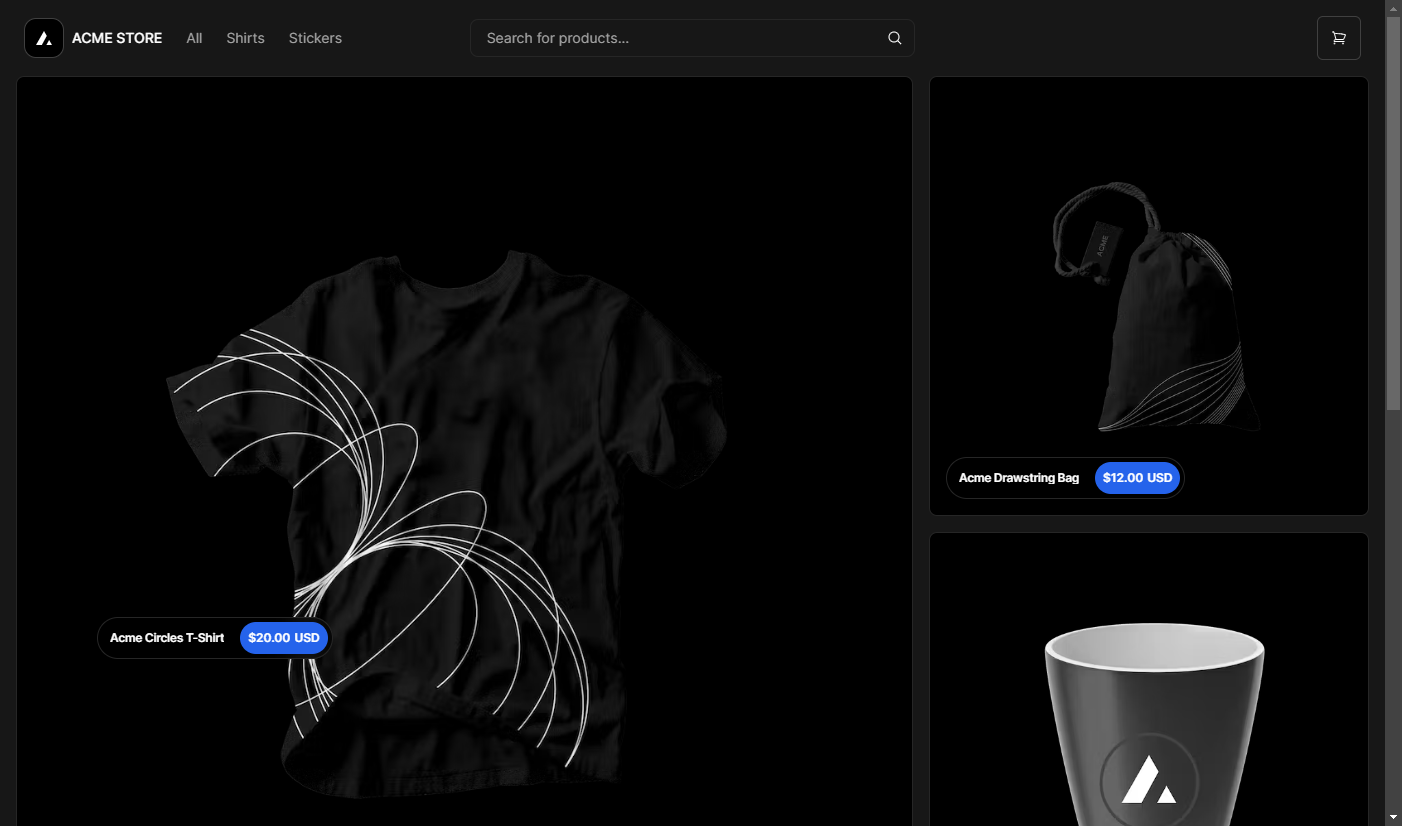 ACME STORE
All
Shirts
Stickers
Search for products...
ACME
Acme Drawstring Bag
$12.00 USD
Acme Circles T-Shirt
$20.00 USD